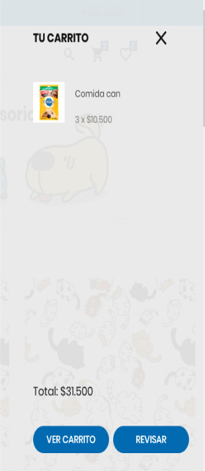 TU CARRITO
Comida can
3 x $10.500
Total: $31.500
VER CARRITO
REVISAR